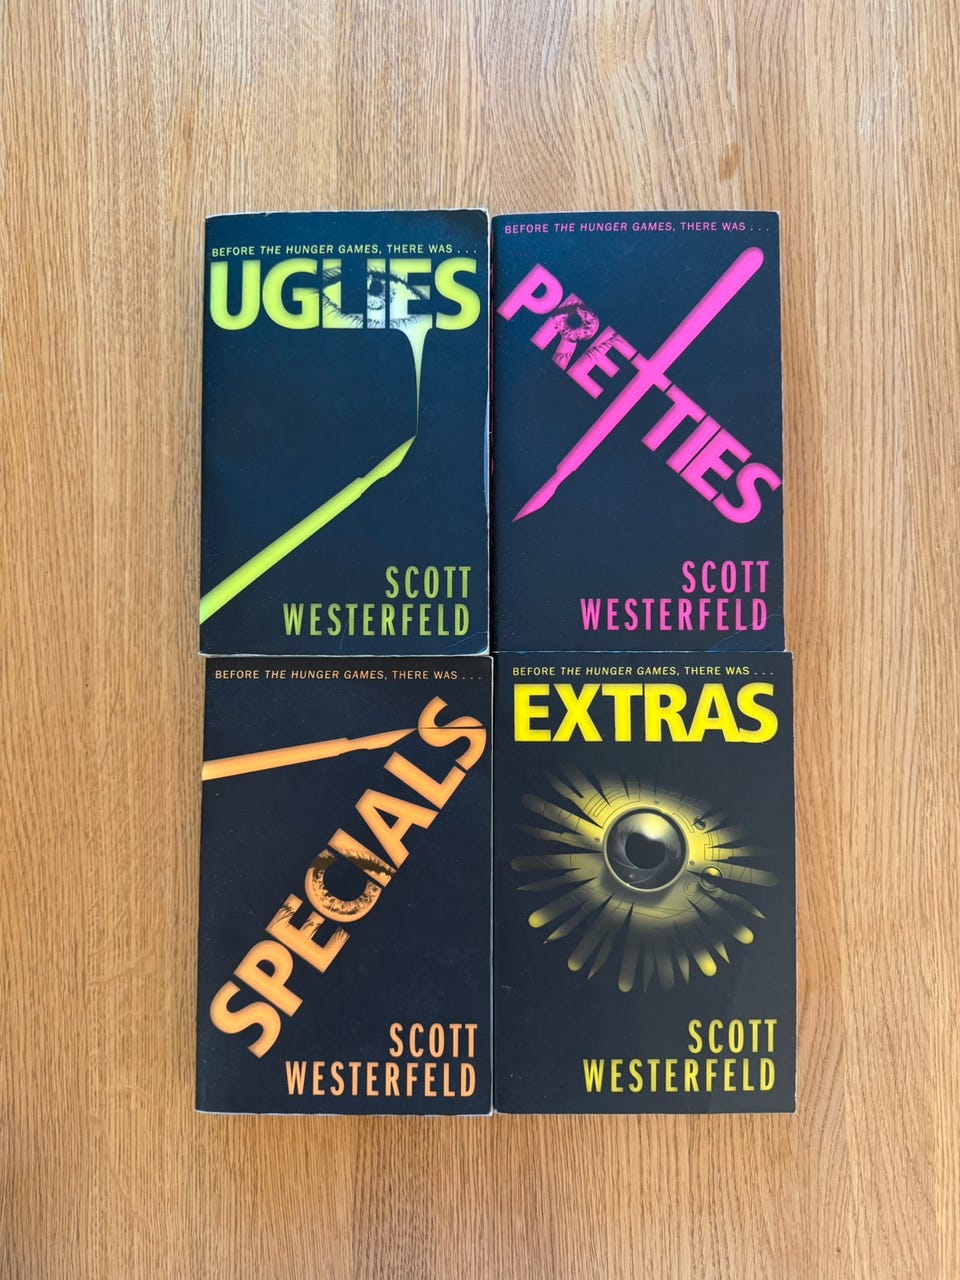 BEFORE THE HUNGER GAMES, THERE WAS . . .
UGLIES
SCOTT
WESTERFELD
BEFORE THE HUNGER GAMES, THERE WAS . . .
PRETTIES
SCOTT
WESTERFELD
BEFORE THE HUNGER GAMES, THERE WAS . . .
SPECIALS
SCOTT
WESTERFELD
BEFORE THE HUNGER GAMES, THERE WAS . . .
EXTRAS
SCOTT
WESTERFELD